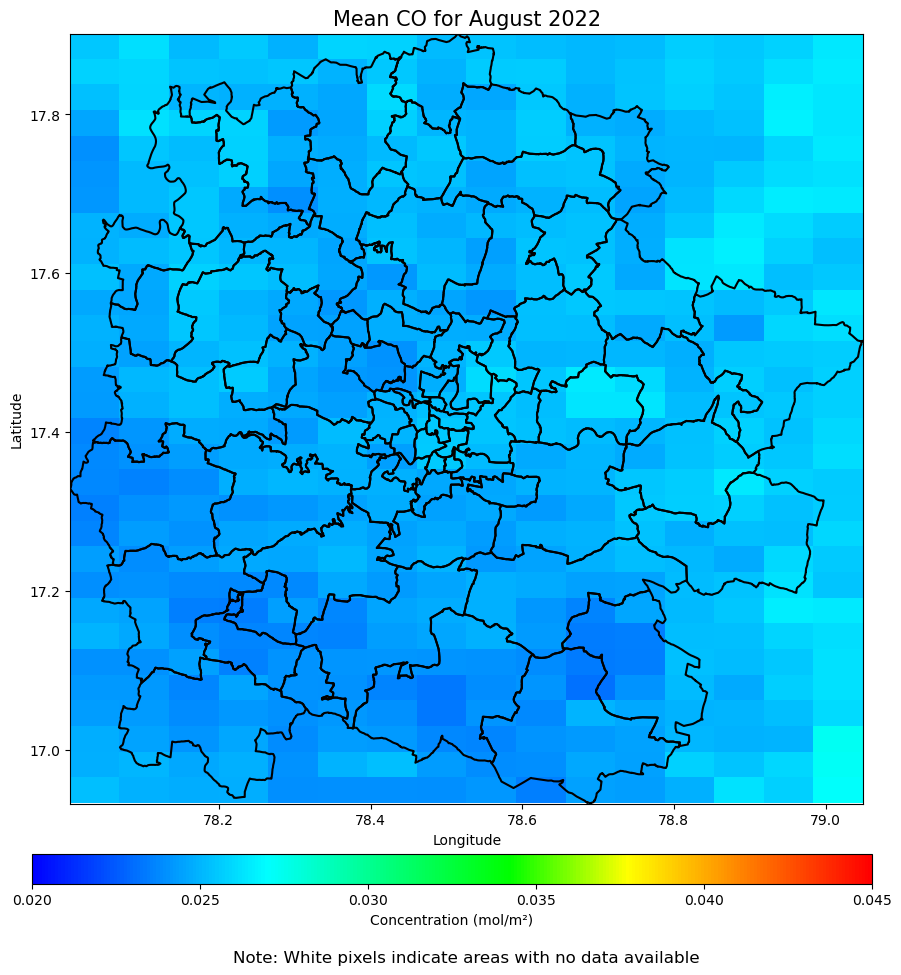 Mean CO for August 2022
Latitude
17.8
17.6
17.4
17.2
17.0
78.2 78.4 78.6 78.8 79.0
Longitude
0.020 0.025 0.030 0.035 0.040 0.045
Concentration (mol/m²)
Note: White pixels indicate areas with no data available